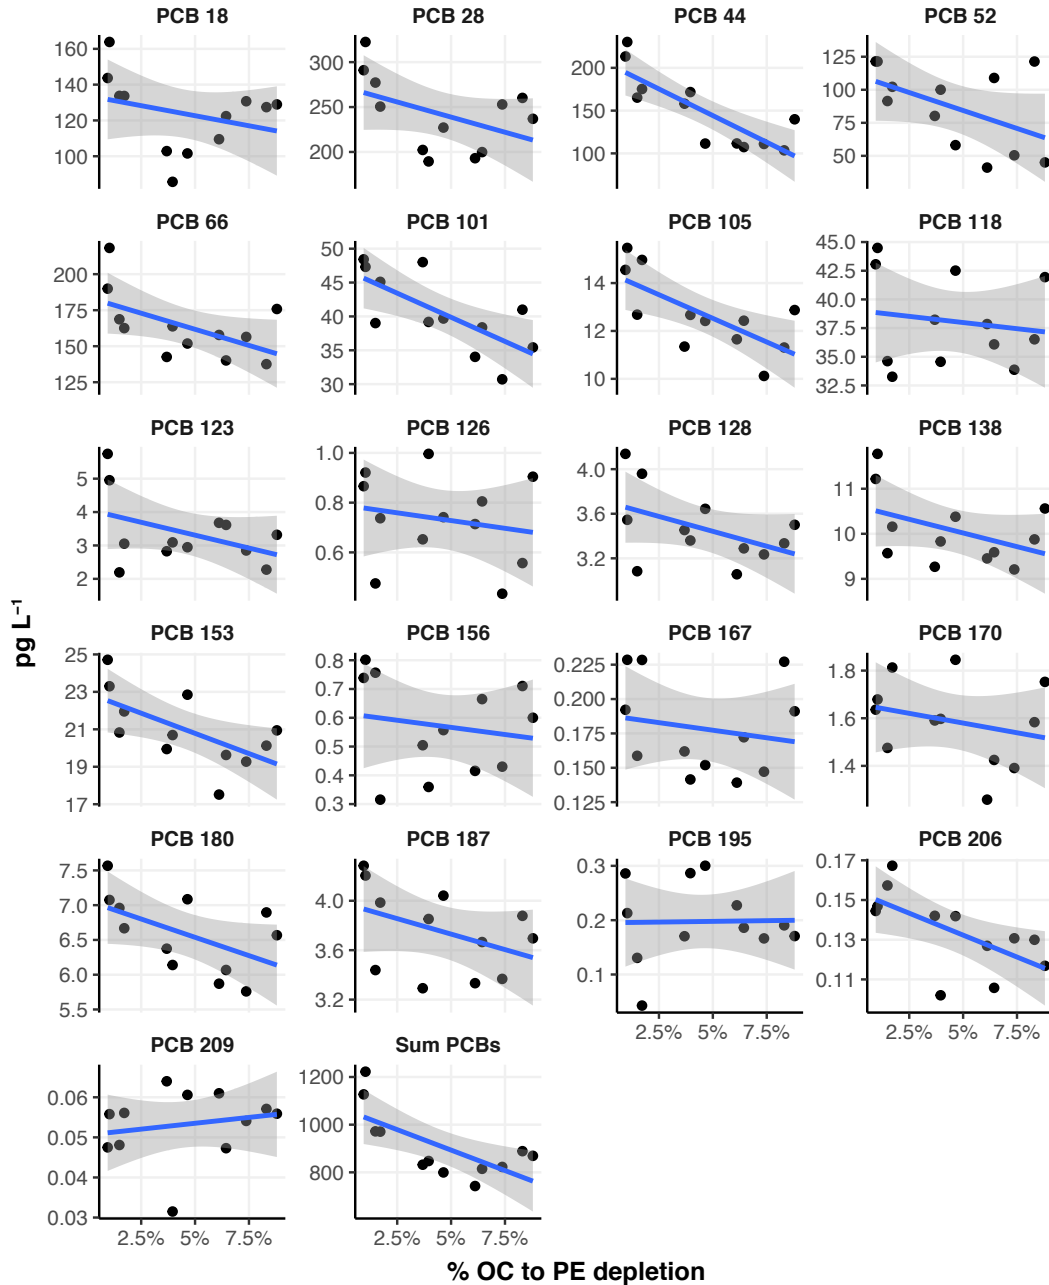 PCB 18 PCB 28 PCB 44 PCB 52
160 140 120 100
300 250 200
200 150 100
125 100 75 50
PCB 66 PCB 101 PCB 105 PCB 118
200 175 150 125
50 45 40 35 30
14 12 10
45.0 42.5 40.0 37.5 35.0 32.5
PCB 123 PCB 126 PCB 128 PCB 138
5 4 3 2
1.0 0.8 0.6
4.0 3.6 3.2
11 10 9
pg L⁻¹
PCB 153 PCB 156 PCB 167 PCB 170
25 23 21 19 17
0.8 0.7 0.6 0.5 0.4 0.3
0.225 0.200 0.175 0.150 0.125
1.8 1.6 1.4
PCB 180 PCB 187 PCB 195 PCB 206
7.5 7.0 6.5 6.0 5.5
4.0 3.6 3.2
0.3 0.2 0.1
0.17 0.15 0.13 0.11
2.5% 5% 7.5% 2.5% 5% 7.5%
PCB 209 Sum PCBs
0.06 0.05 0.04 0.03
1200 1000 800
2.5% 5% 7.5% 2.5% 5% 7.5%
% OC to PE depletion